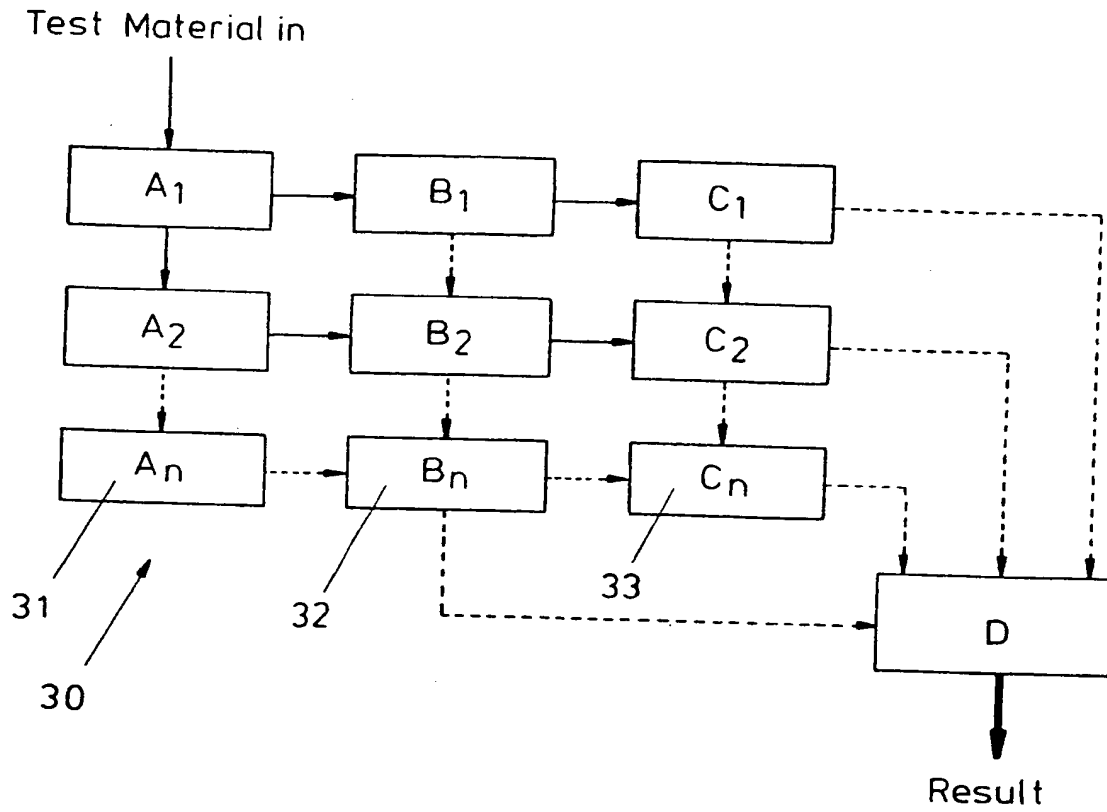 Test Material in
A1
B1
C1
A2
B2
C2
An
Bn
Cn
31
32
33
D
30
Result